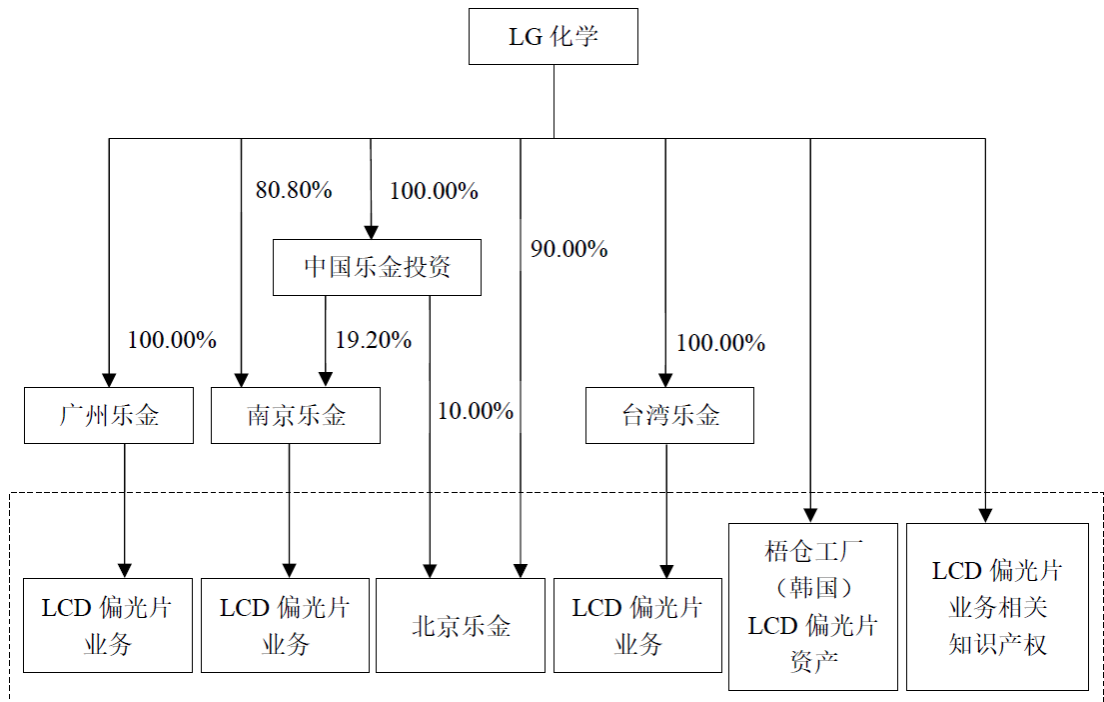 LG 化学
80.80%
100.00%
90.00%
中国乐金投资
100.00%
19.20%
100.00%
广州乐金
南京乐金
10.00%
台湾乐金
LCD 偏光片
业务
LCD 偏光片
业务
北京乐金
LCD 偏光片
业务
梧仓工厂
（韩国）
LCD 偏光片
资产
LCD 偏光片
业务相关
知识产权